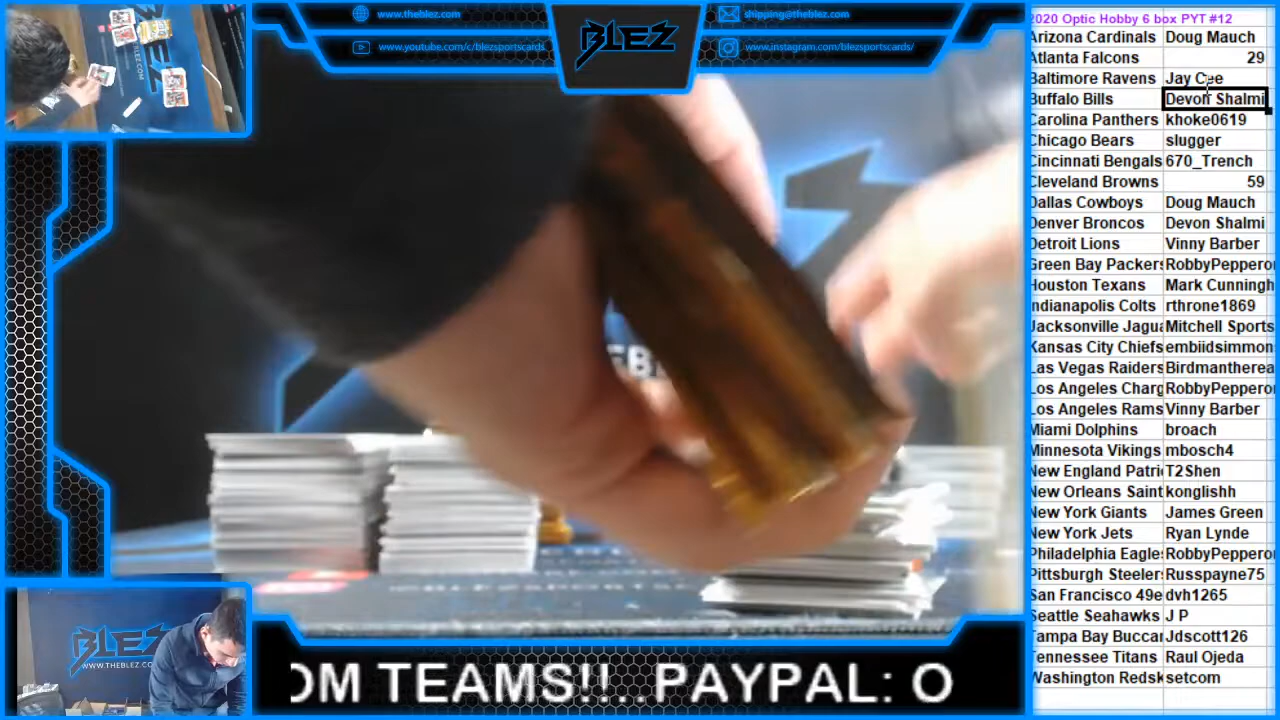 www.theblez.com
www.youtube.com/c/blezsportscards
BLEZ
shipping@theblez.com
www.instagram.com/blezsportscards/
2020 Optic Hobby 6 box PYT #12
Arizona Cardinals Doug Mauch
Atlanta Falcons 29
Baltimore Ravens Jay Cee
Buffalo Bills Devon Shalmi
Carolina Panthers khoke0619
Chicago Bears slugger
Cincinnati Bengals 670_Trench
Cleveland Browns 59
Dallas Cowboys Doug Mauch
Denver Broncos Devon Shalmi
Detroit Lions Vinny Barber
Green Bay Packers RobbyPeppero
Houston Texans Mark Cunningh
Indianapolis Colts rthrone1869
Jacksonville Jagua Mitchell Sports
Kansas City Chiefs embiidsimmon
Las Vegas Raiders Birdmantherea
Los Angeles Charg RobbyPeppero
Los Angeles Rams Vinny Barber
Miami Dolphins broach
Minnesota Vikings mbosch4
New England Patri T2Shen
New Orleans Saint konglishh
New York Giants James Green
New York Jets Ryan Lynde
Philadelphia Eagle RobbyPeppero
Pittsburgh Steelers Russpayne75
San Francisco 49e dvh1265
Seattle Seahawks J P
Tampa Bay Buccar Jdscott126
Tennessee Titans Raul Ojeda
Washington Redsk setcom
BLEZ
OM TEAMS!!.. PAYPAL: O